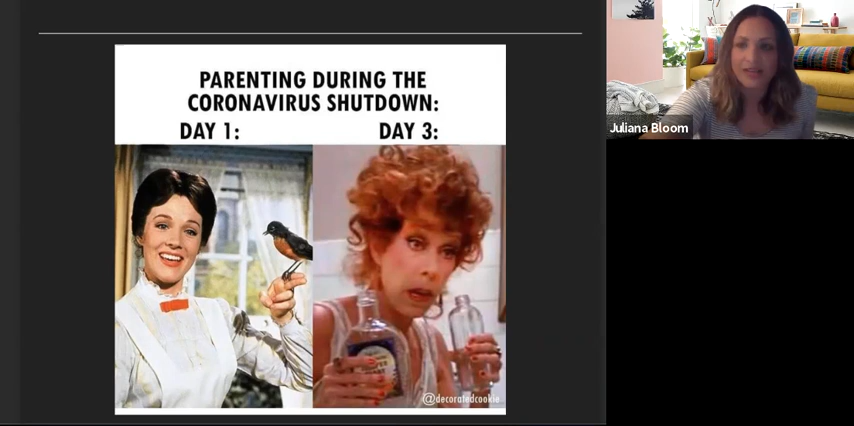 PARENTING DURING THE
CORONAVIRUS SHUTDOWN:
DAY 1: DAY 3:
@decoratedcookie
Juliana Bloom